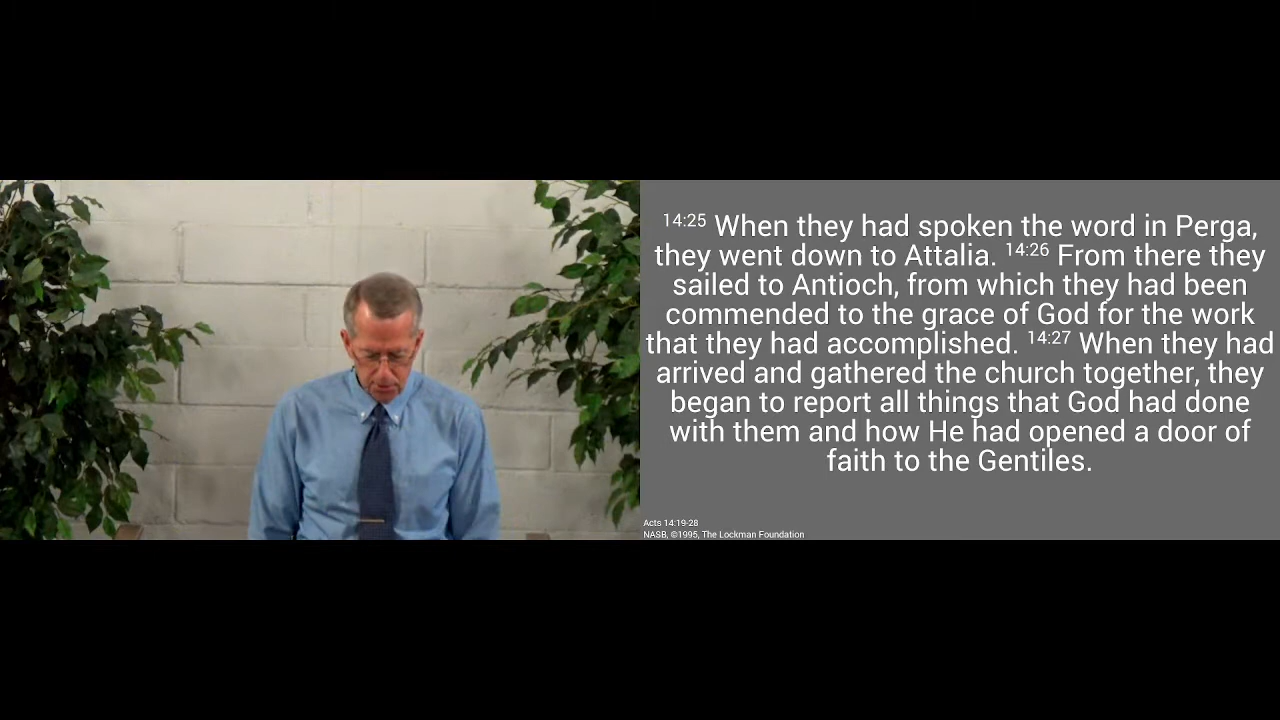 14:25 When they had spoken the word in Perga,
they went down to Attalia. 14:26 From there they
sailed to Antioch, from which they had been
commended to the grace of God for the work
that they had accomplished. 14:27 When they had
arrived and gathered the church together, they
began to report all things that God had done
with them and how He had opened a door of
faith to the Gentiles.
Acts 14:19-28
NASB, ©1995, The Lockman Foundation